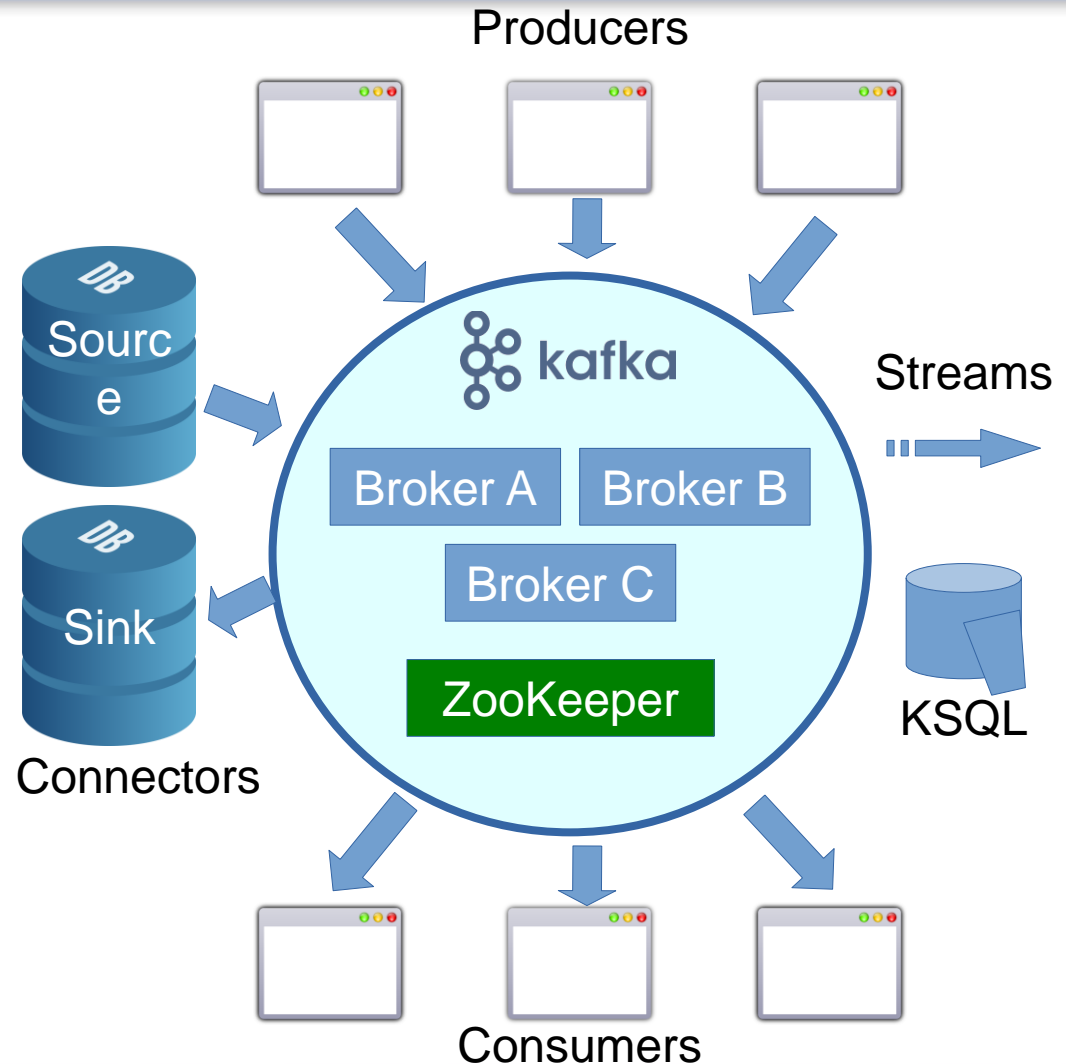 Producers
DB
Sourc
e
kafka
Streams
Broker A
Broker B
DB
Broker C
Sink
ZooKeeper
KSQL
Connectors
Consumers